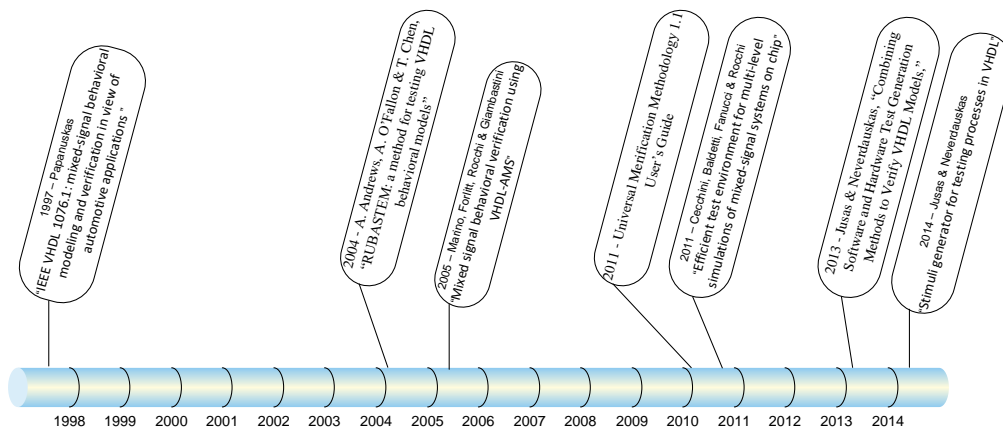 1997 – Papanuskas
"IEEE VHDL 1076.1: mixed-signal behavioral
modeling and verification in view of
automotive applications "
2004 - A. Andrews, A. O'Fallon & T. Chen,
"RUBASTEM: a method for testing VHDL
behavioral models"
2005 – Marino, Forlitt, Rocchi & Giambastini
"Mixed signal behavioral verification using
VHDL-AMS"
2011 - Universal Merification Methodology 1.1
User's Guide
2011 – Cecchini, Baldetti, Fanucci & Rocchi
"Efficient test environment for multi-level
simulations of mixed-signal systems on chip"
2013 - Jusas & Neverdauskas, "Combining
Software and Hardware Test Generation
Methods to Verify VHDL Models,"
2014 – Jusas & Neverdauskas
"Stimuli generator for testing processes in VHDL"
1998 1999 2000 2001 2002 2003 2004 2005 2006 2007 2008 2009 2010 2011 2012 2013 2014